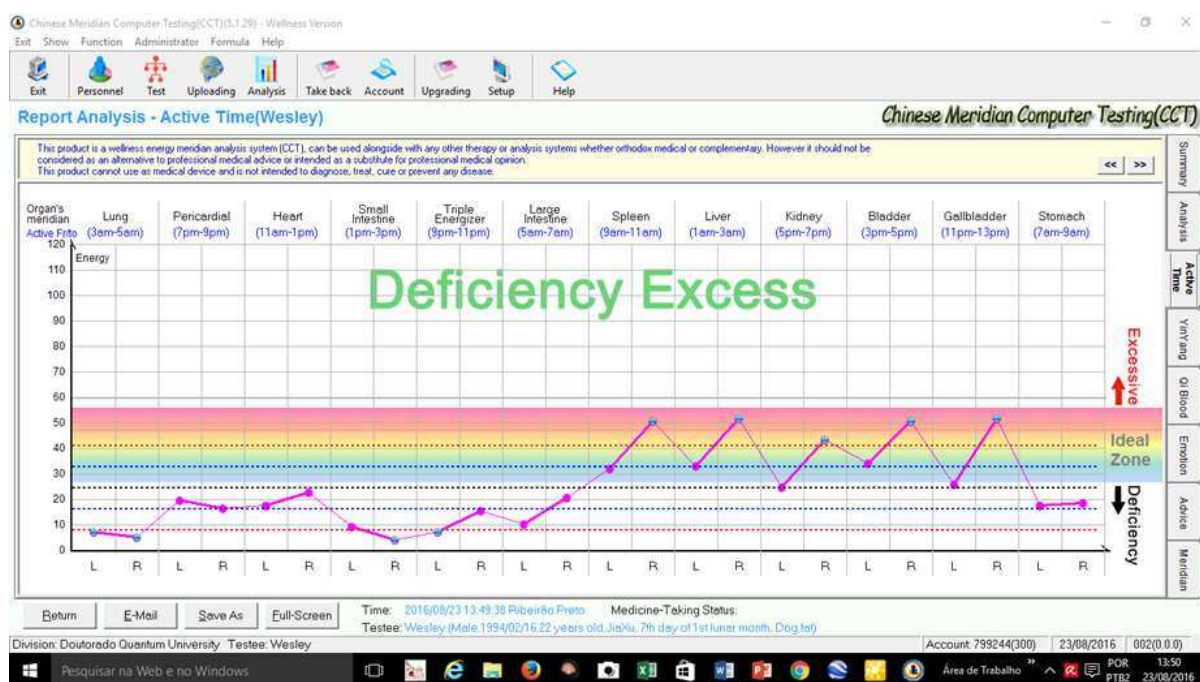 Chinese Meridian Computer Testing(CCT)(5.1.29) - Wellness Version
Exit Show Function Administrator Formula Help
Exit Personnel Test Uploading Analysis Take back Account Upgrading Setup Help
Report Analysis - Active Time(Wesley)
Chinese Meridian Computer Testing(CCT)
This product is a wellness energy meridian analysis system (CCT), can be used alongside with any other therapy or analysis systems whether orthodox medical or complementary. However it should not be
considered as an alternative to professional medical advice or intended as a substitute for professional medical opinion.
This product cannot use as medical device and is not intended to diagnose, treat, cure or prevent any disease.
<< >>
Summary
Analysis
Active Time
YinYang
Qi Blood
Emotion
Advice
Meridian
Organ's meridian Lung Pericardial Heart Small Intestine Triple Energizer Large Intestine Spleen Liver Kidney Bladder Gallbladder Stomach
Active Frito (3am-5am) (7pm-9pm) (11am-1pm) (1pm-3pm) (9pm-11pm) (5am-7am) (9am-11am) (1am-3am) (5pm-7pm) (3pm-5pm) (11pm-13pm) (7am-9am)
120
Energy
110
100
90
80
70
60
50
40
30
20
10
0
Deficiency Excess
Excessive
Ideal
Zone
Deficiency
L R L R L R L R L R L R L R L R L R L R L R L R
Return E-Mail Save As Full-Screen
Time: 2016/08/23 13:49:38 Ribeirão Preto Medicine-Taking Status:
Testee: Wesley (Male,1994/02/16,22 years old,JiaXu, 7th day of 1st lunar month, Dog,fat)
Division: Doutorado Quantum University Testee: Wesley
Account: 799244(300) 23/08/2016 002(0.0.0)
Pesquisar na Web e no Windows
Área de Trabalho
POR
PTB2
13:50
23/08/2016